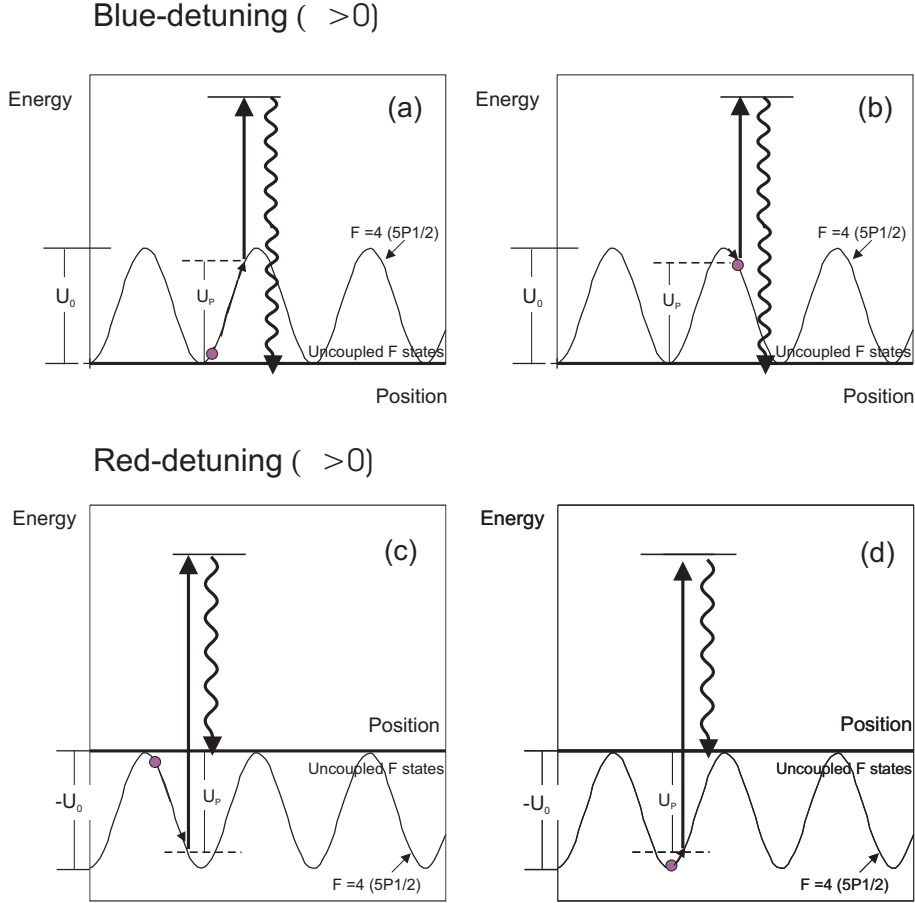 Blue-detuning ( >0)
Energy
(a)
F =4 (5P1/2)
U0
UP
Uncoupled F states
Position
Energy
(b)
F =4 (5P1/2)
U0
UP
Uncoupled F states
Position
Red-detuning ( >0)
Energy
(c)
Position
Uncoupled F states
-U0
UP
F =4 (5P1/2)
Energy
(d)
Position
Uncoupled F states
-U0
UP
F =4 (5P1/2)